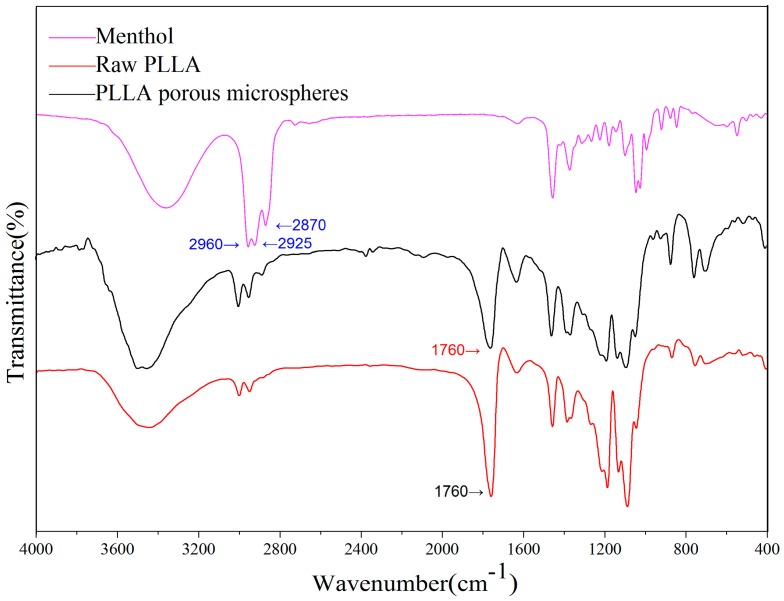 Menthol
Raw PLLA
PLLA porous microspheres
←2870
2960→ ←2925
1760→
1760→
Transmittance(%)
4000 3600 3200 2800 2400 2000 1600 1200 800 400
Wavenumber(cm-1)